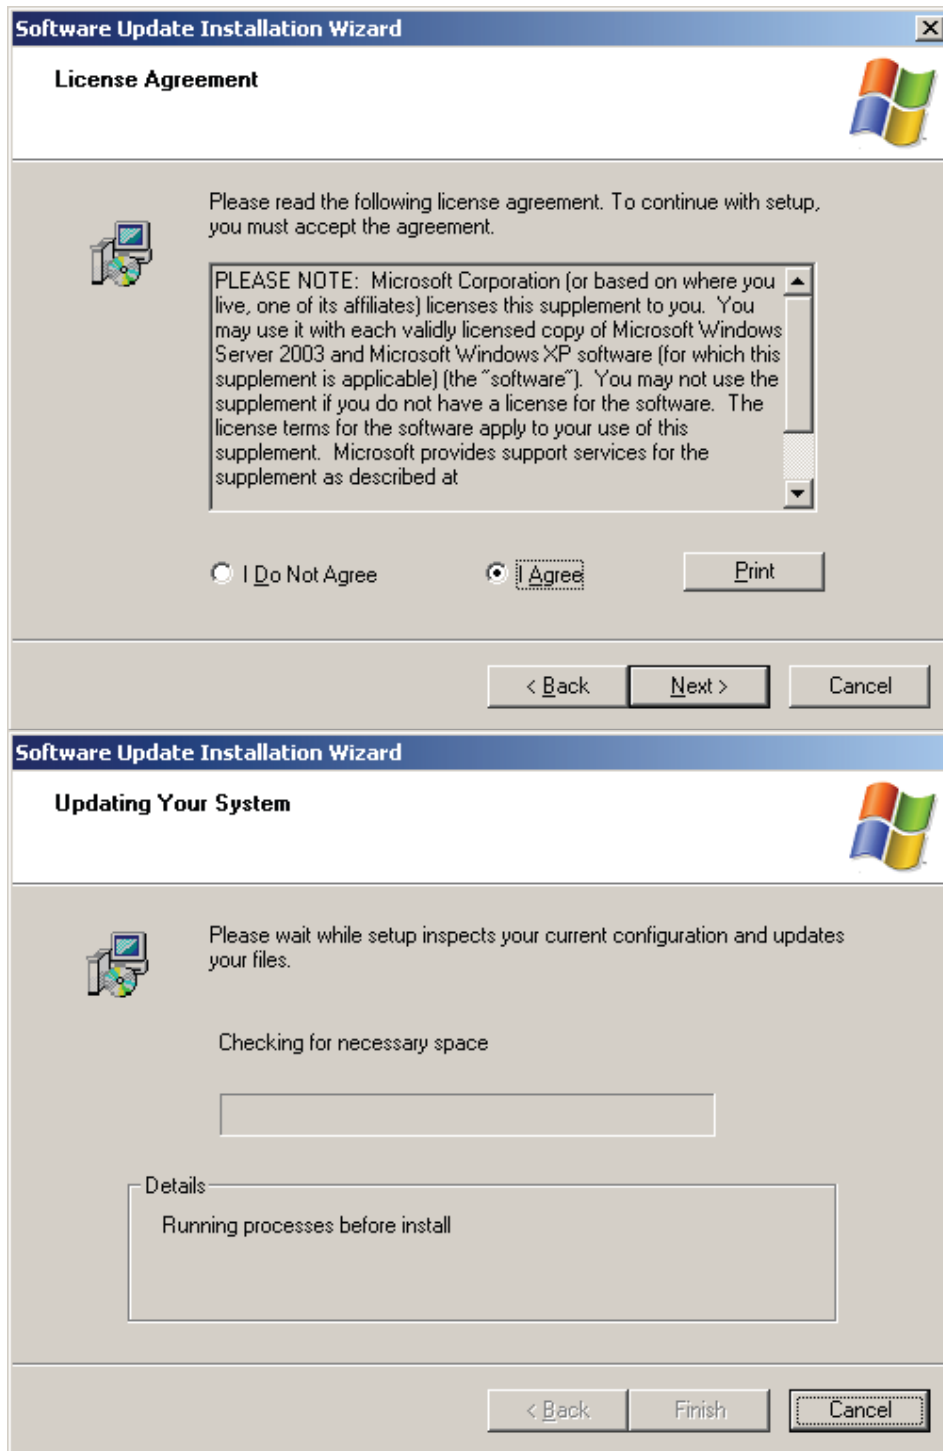 Software Update Installation Wizard
License Agreement
Please read the following license agreement. To continue with setup,
you must accept the agreement.
PLEASE NOTE: Microsoft Corporation (or based on where you
live, one of its affiliates) licenses this supplement to you. You
may use it with each validly licensed copy of Microsoft Windows
Server 2003 and Microsoft Windows XP software (for which this
supplement is applicable) (the "software"). You may not use the
supplement if you do not have a license for the software. The
license terms for the software apply to your use of this
supplement. Microsoft provides support services for the
supplement as described at
I Do Not Agree I Agree Print
< Back Next > Cancel
Software Update Installation Wizard
Updating Your System
Please wait while setup inspects your current configuration and updates
your files.
Checking for necessary space
Details
Running processes before install
< Back Finish Cancel